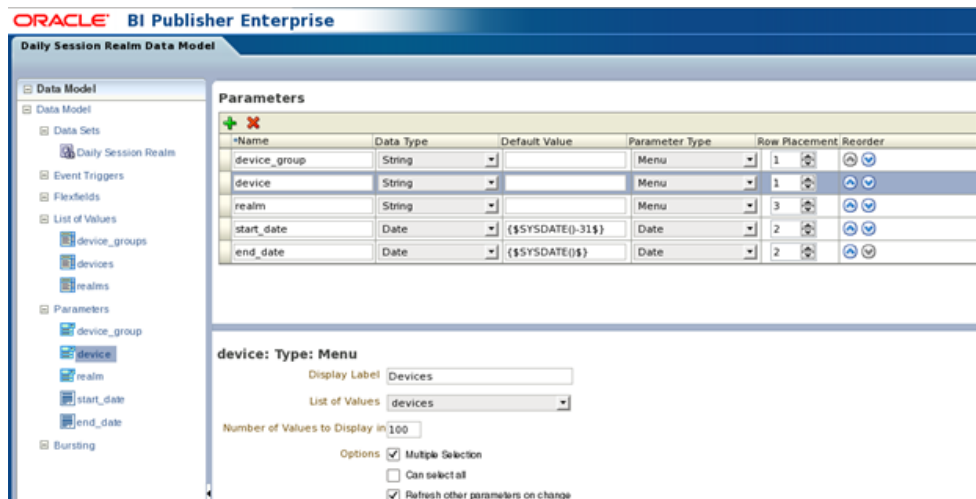 ORACLE BI Publisher Enterprise
Daily Session Realm Data Model
Data Model
Data Model
Data Sets
Daily Session Realm
Event Triggers
Flexfields
List of Values
device_groups
devices
realms
Parameters
device_group
device
realm
start_date
end_date
Bursting
Parameters
*Name Data Type Default Value Parameter Type Row Placement Reorder
device_group String Menu 1
device String Menu 1
realm String Menu 3
start_date Date {$SYSDATE()-31$} Date 2
end_date Date {$SYSDATE()$} Date 2
device: Type: Menu
Display Label Devices
List of Values devices
Number of Values to Display in 100
Options Multiple Selection
Can select all
Refresh other parameters on change